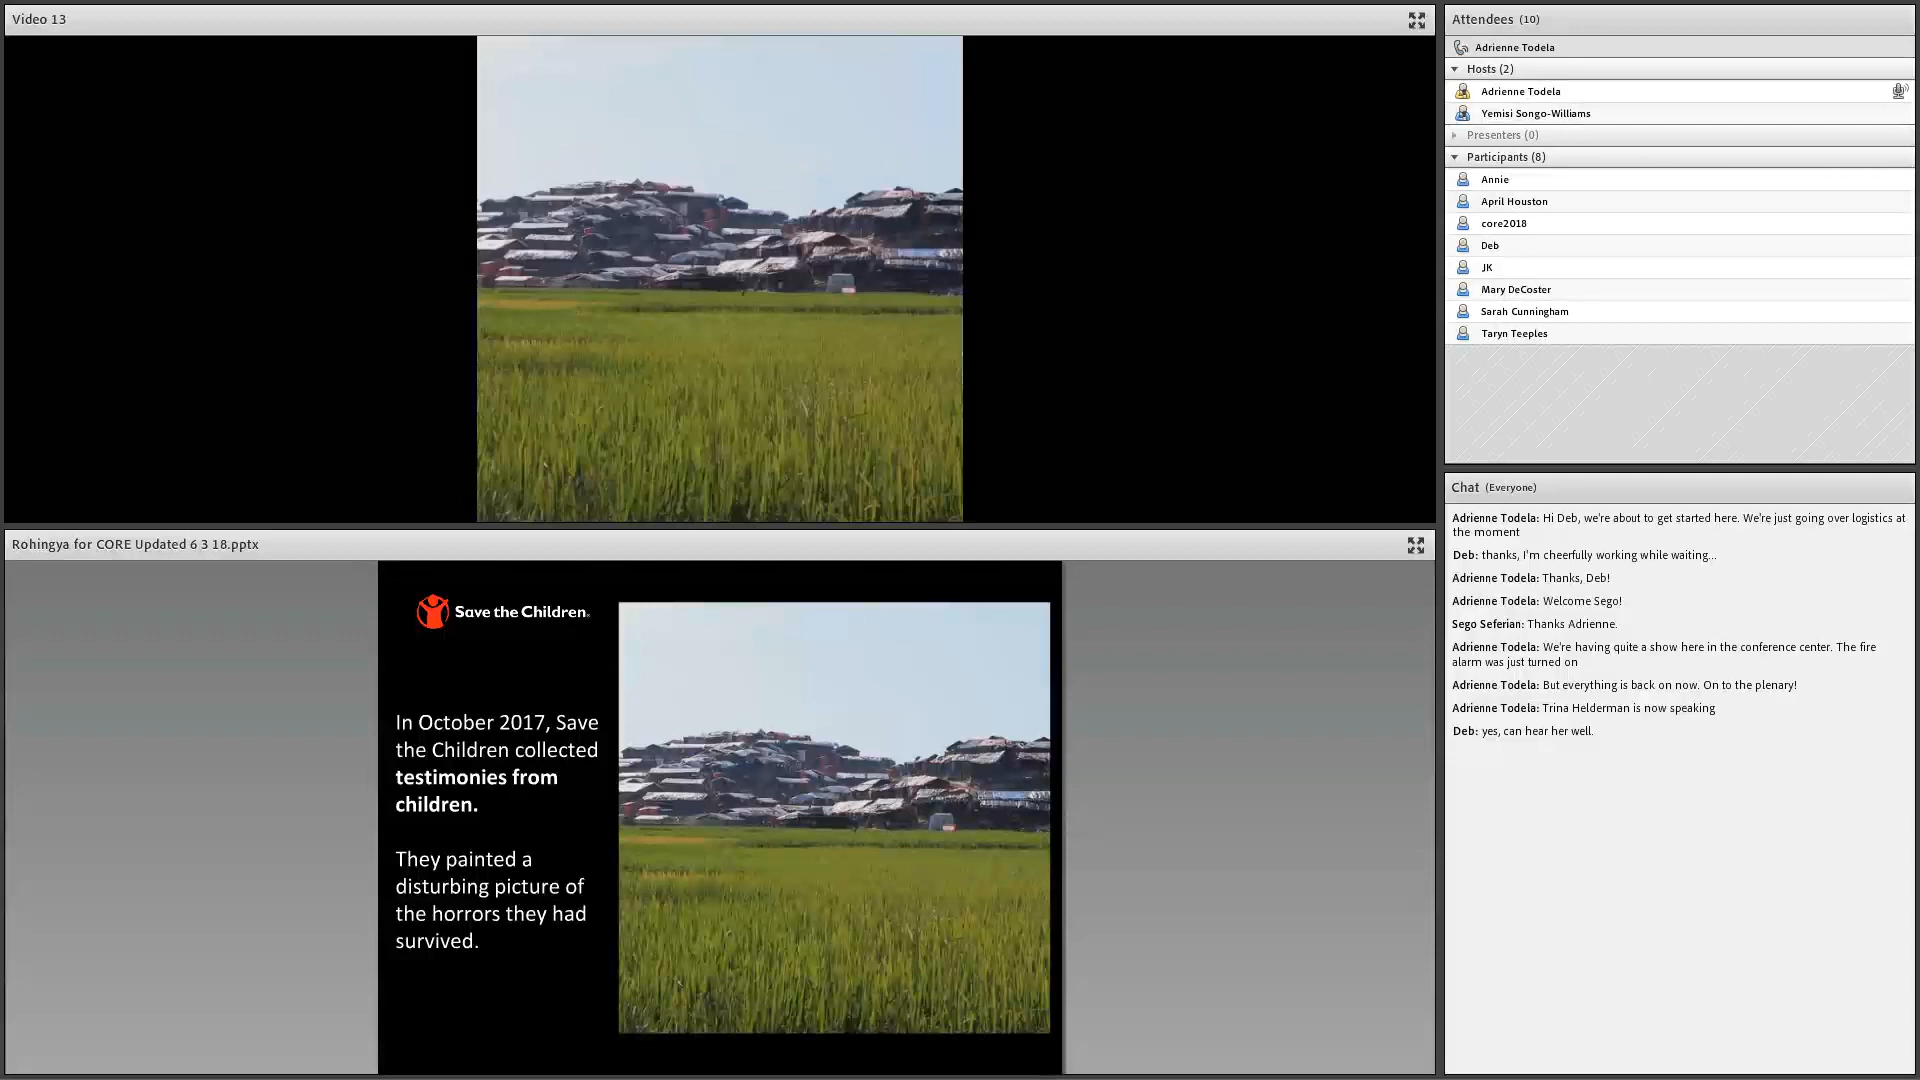 Video 13
Rohingya for CORE Updated 6 3 18.pptx
Save the Children.
In October 2017, Save
the Children collected
testimonies from
children.
They painted a
disturbing picture of
the horrors they had
survived.
Attendees (10)
Adrienne Todela
Hosts (2)
Adrienne Todela
Yemisi Songo-Williams
Presenters (0)
Participants (8)
Annie
April Houston
core2018
Deb
JK
Mary DeCoster
Sarah Cunningham
Taryn Teeples
Chat (Everyone)
Adrienne Todela: Hi Deb, we're about to get started here. We're just going over logistics at
the moment
Deb: thanks, I'm cheerfully working while waiting...
Adrienne Todela: Thanks, Deb!
Adrienne Todela: Welcome Sego!
Sego Seferian: Thanks Adrienne.
Adrienne Todela: We're having quite a show here in the conference center. The fire
alarm was just turned on
Adrienne Todela: But everything is back on now. On to the plenary!
Adrienne Todela: Trina Helderman is now speaking
Deb: yes, can hear her well.